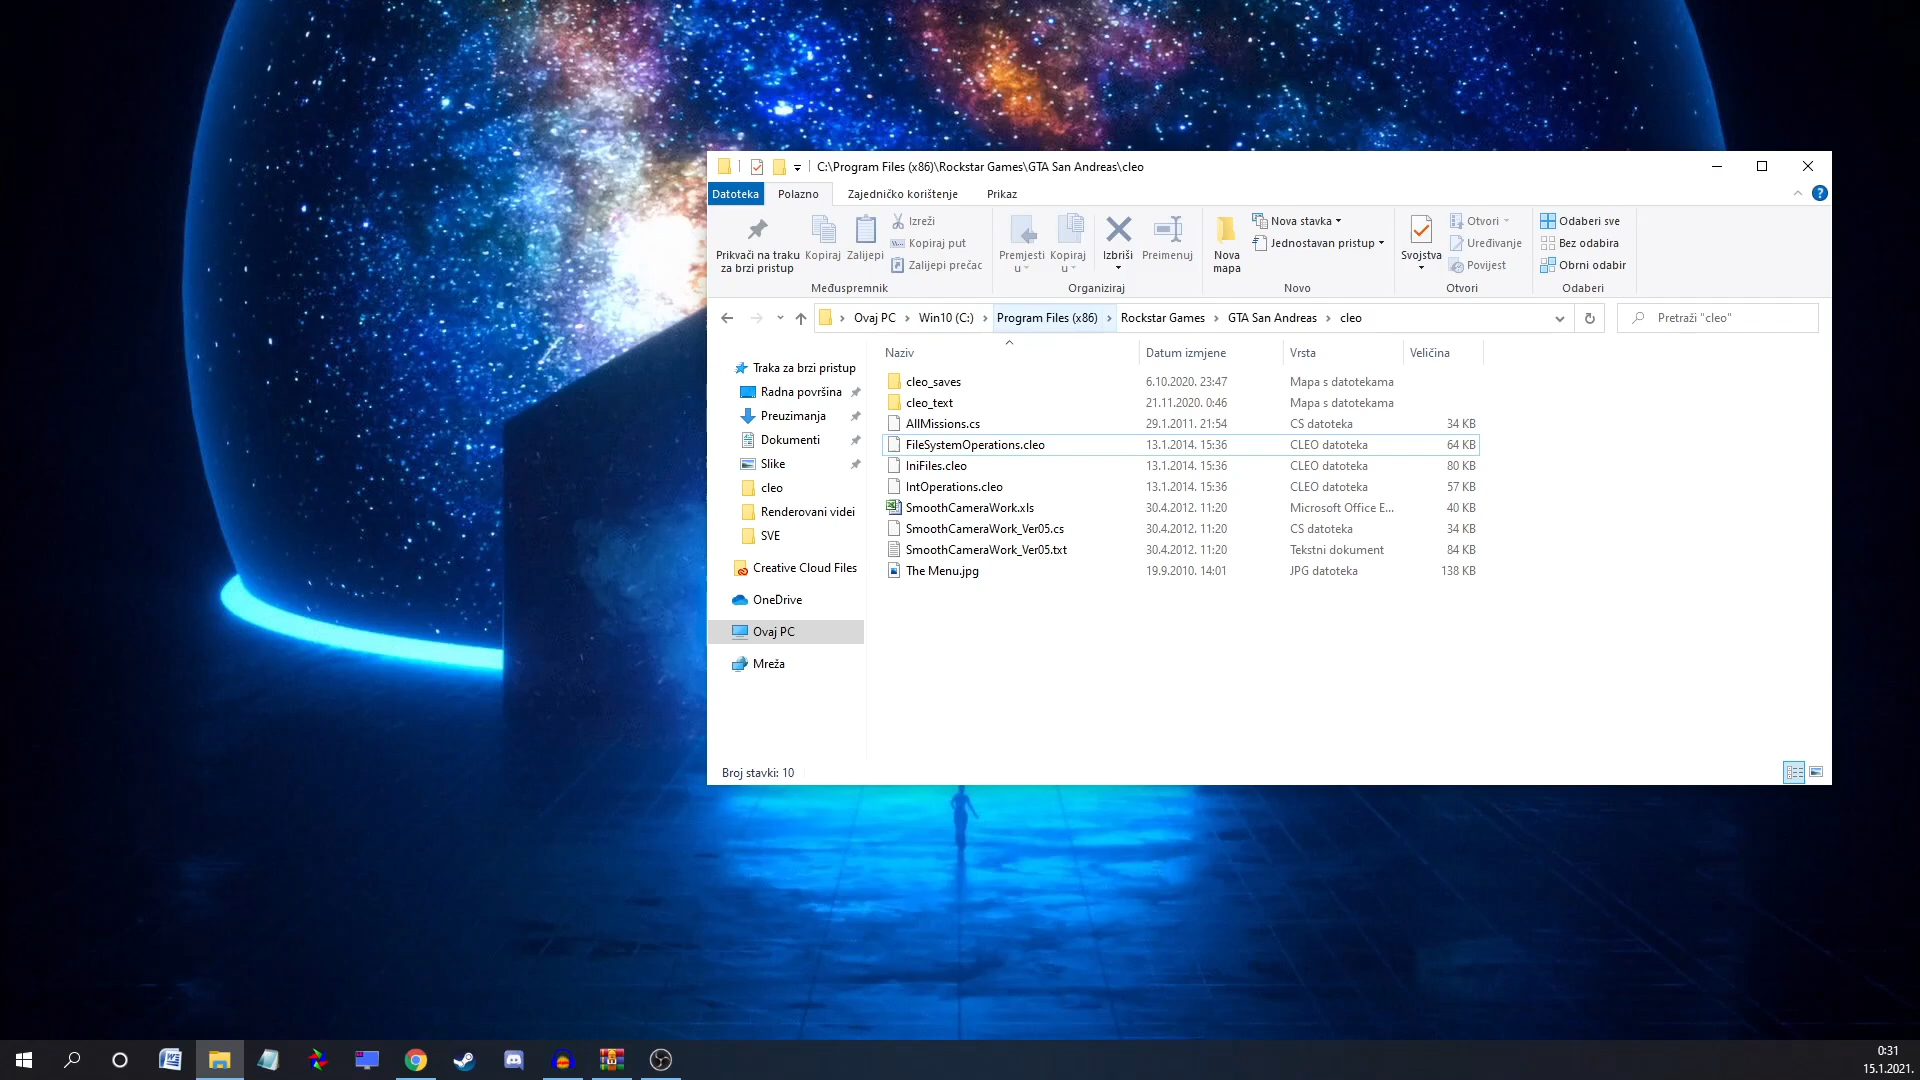 C:\Program Files (x86)\Rockstar Games\GTA San Andreas\cleo
Datoteka Polazno Zajedničko korištenje Prikaz
Prikvači na traku za brzi pristup
Kopiraj
Zalijepi
Izreži
Kopiraj put
Zalijepi prečac
Međuspremnik
Premjesti u
Kopiraj u
Izbriši
Preimenuj
Organiziraj
Nova mapa
Nova stavka
Jednostavan pristup
Novo
Svojstva
Otvori
Uređivanje
Povijest
Otvori
Odaberi sve
Bez odabira
Obrni odabir
Odaberi
Ovaj PC Win10 (C:) Program Files (x86) Rockstar Games GTA San Andreas cleo
Pretraži "cleo"
Traka za brzi pristup
Radna površina
Preuzimanja
Dokumenti
Slike
cleo
Renderovani videi
SVE
Creative Cloud Files
OneDrive
Ovaj PC
Mreža
Naziv Datum izmjene Vrsta Veličina
cleo_saves 6.10.2020. 23:47 Mapa s datotekama
cleo_text 21.11.2020. 0:46 Mapa s datotekama
AllMissions.cs 29.1.2011. 21:54 CS datoteka 34 KB
FileSystemOperations.cleo 13.1.2014. 15:36 CLEO datoteka 64 KB
IniFiles.cleo 13.1.2014. 15:36 CLEO datoteka 80 KB
IntOperations.cleo 13.1.2014. 15:36 CLEO datoteka 57 KB
SmoothCameraWork.xls 30.4.2012. 11:20 Microsoft Office E... 40 KB
SmoothCameraWork_Ver05.cs 30.4.2012. 11:20 CS datoteka 34 KB
SmoothCameraWork_Ver05.txt 30.4.2012. 11:20 Tekstni dokument 84 KB
The Menu.jpg 19.9.2010. 14:01 JPG datoteka 138 KB
Broj stavki: 10
0:31
15.1.2021.